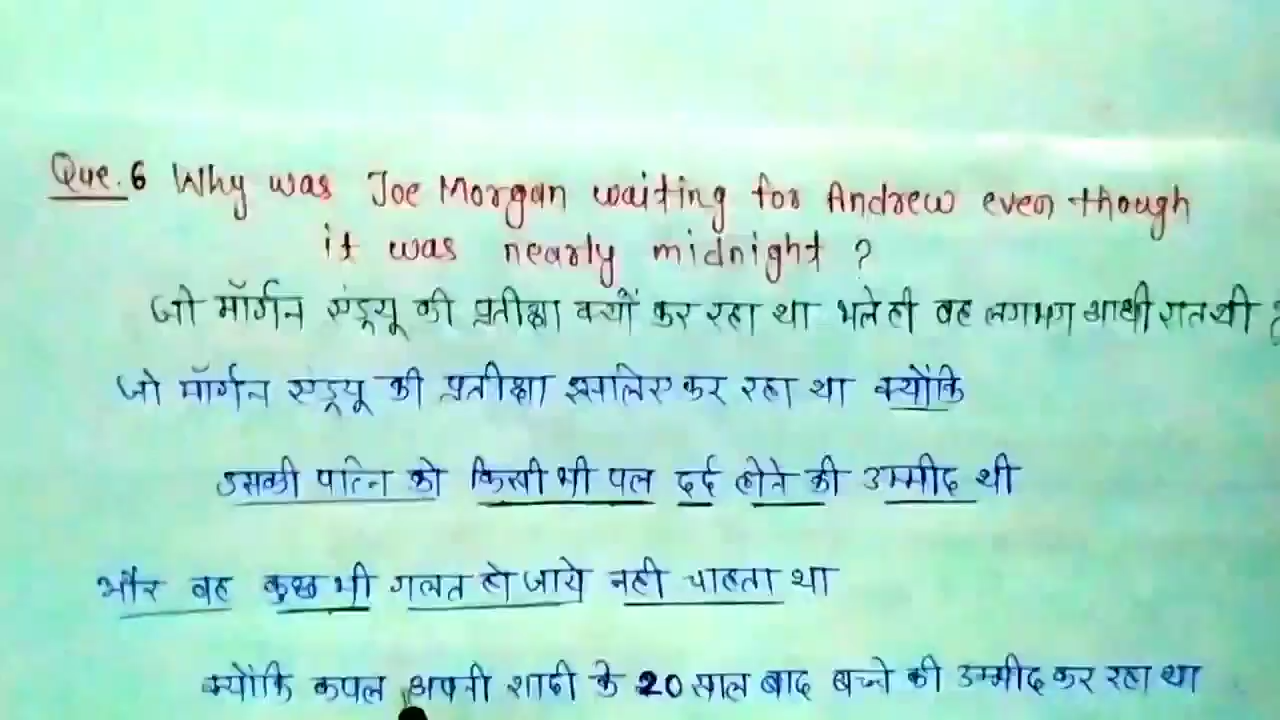 Que. 6 Why was Joe Morgan waiting for Andrew even though
it was nearly midnight ?
जो मॉर्गन एंड्रयू की प्रतीक्षा क्यों कर रहा था भले ही वह लगभग आधी रात थी ?
जो मॉर्गन एंड्रयू की प्रतीक्षा इसलिए कर रहा था क्योंकि
उसकी पत्नि को किसी भी पल दर्द होने की उम्मीद थी
और वह कुछ भी गलत हो जाये नही चाहता था
क्योंकि कपल अपनी शादी के 20 साल बाद बच्चे की उम्मीद कर रहा था